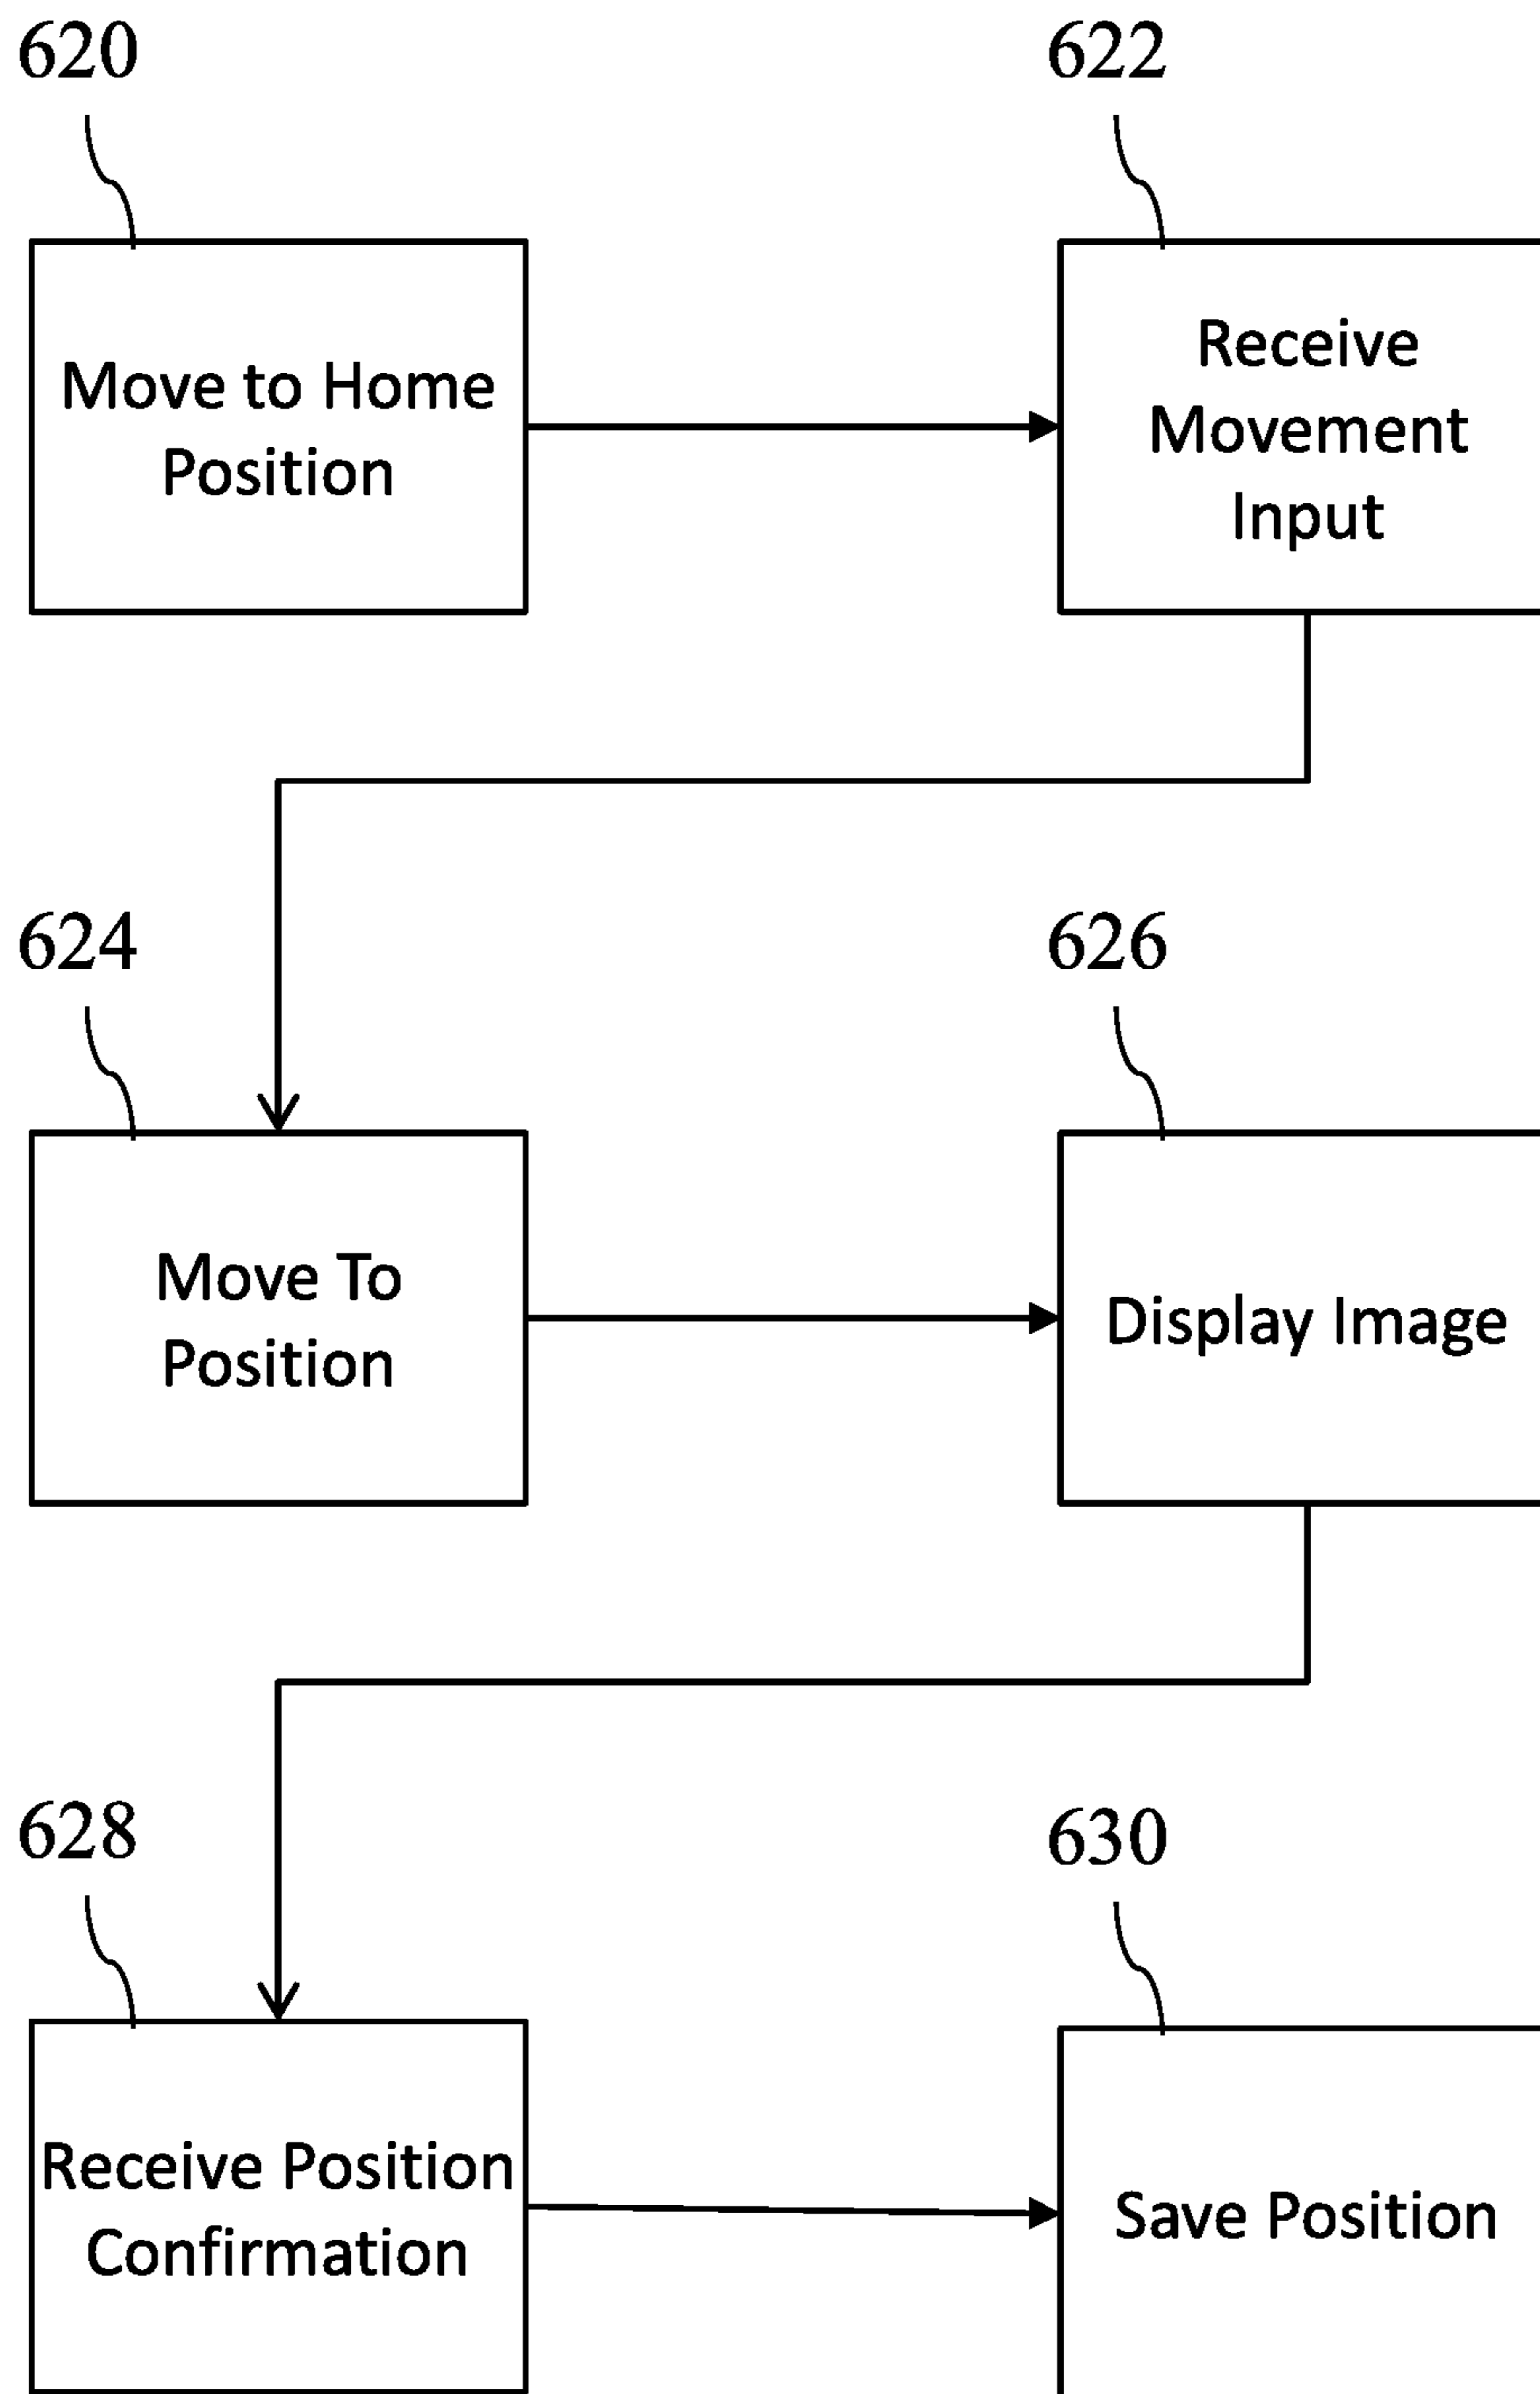 620
622
Move to Home
Position
Receive
Movement
Input
624
626
Move To
Position
Display Image
628
630
Receive Position
Confirmation
Save Position